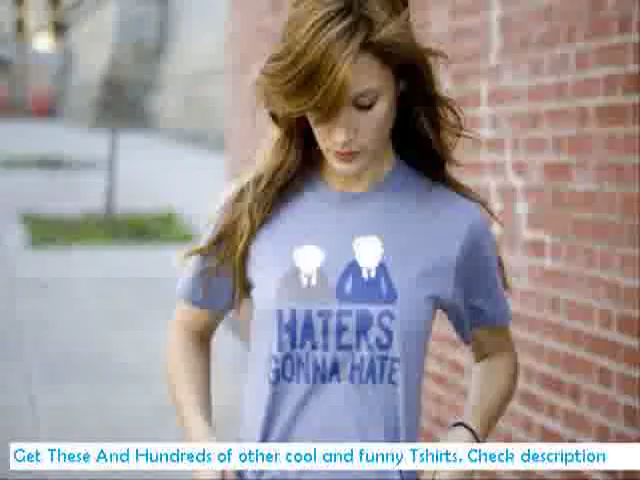 HATERS
GONNA HATE
Get These And Hundreds of other cool and funny Tshirts. Check description